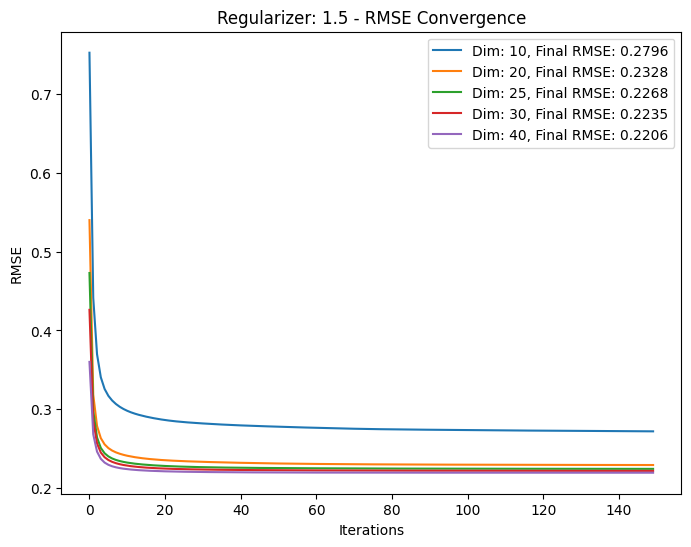 Regularizer: 1.5 - RMSE Convergence
Dim: 10, Final RMSE: 0.2796
Dim: 20, Final RMSE: 0.2328
Dim: 25, Final RMSE: 0.2268
Dim: 30, Final RMSE: 0.2235
Dim: 40, Final RMSE: 0.2206
RMSE
0.7
0.6
0.5
0.4
0.3
0.2
0 20 40 60 80 100 120 140
Iterations